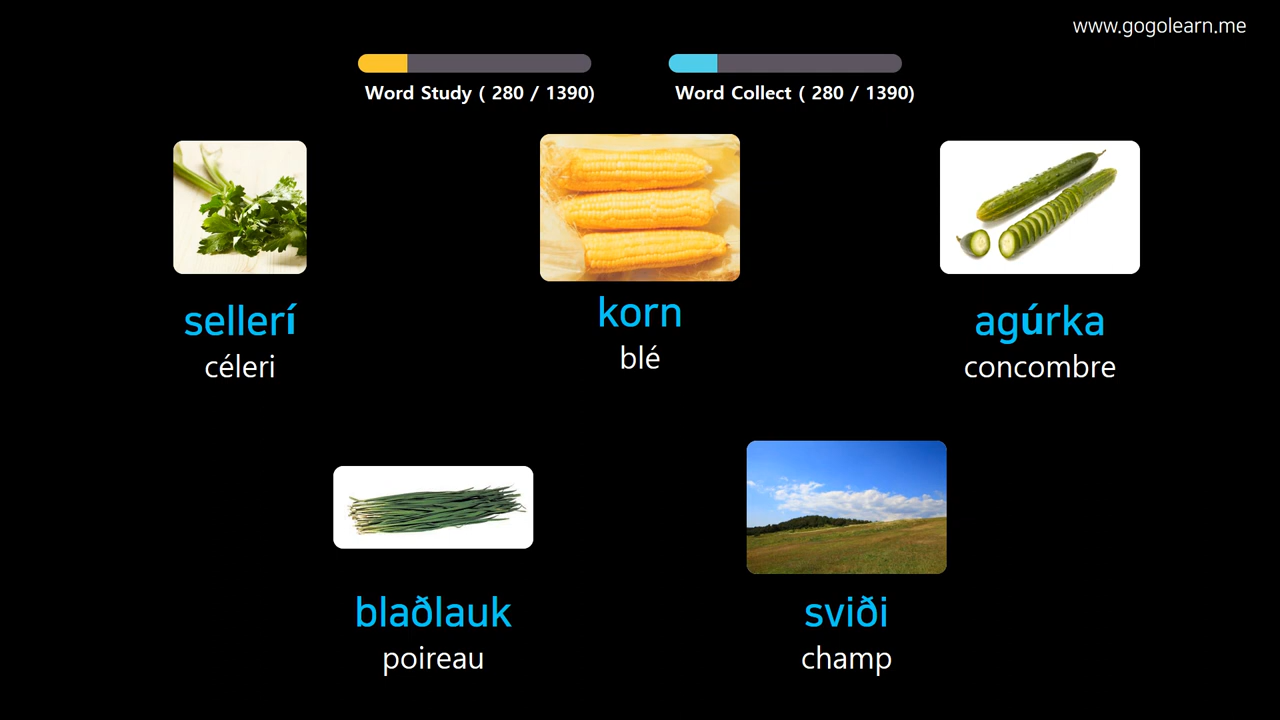 www.gogolearn.me
Word Study ( 280 / 1390)
Word Collect ( 280 / 1390)
sellerí
céleri
korn
blé
agúrka
concombre
blaðlauk
poireau
sviði
champ